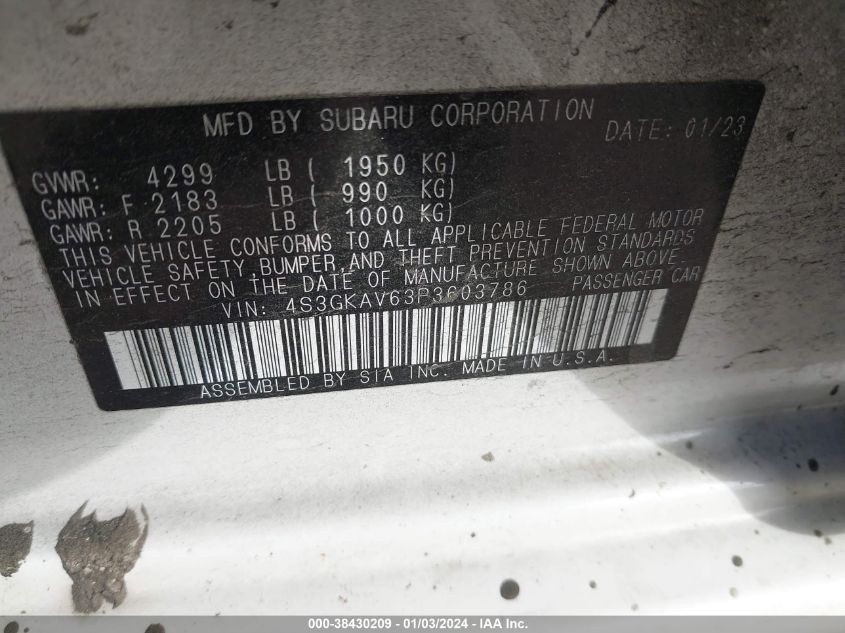 MFD BY SUBARU CORPORATION DATE: 01/23
GVWR: 4299 LB ( 1950 KG)
GAWR: F 2183 LB ( 990 KG)
GAWR: R 2205 LB ( 1000 KG)
THIS VEHICLE CONFORMS TO ALL APPLICABLE FEDERAL MOTOR
VEHICLE SAFETY,BUMPER,AND THEFT PREVENTION STANDARDS
IN EFFECT ON THE DATE OF MANUFACTURE SHOWN ABOVE.
VIN: 4S3GKAV63P3603786 PASSENGER CAR
ASSEMBLED BY SIA INC. MADE IN U.S.A.
000-38430209 - 01/03/2024 - IAA Inc.